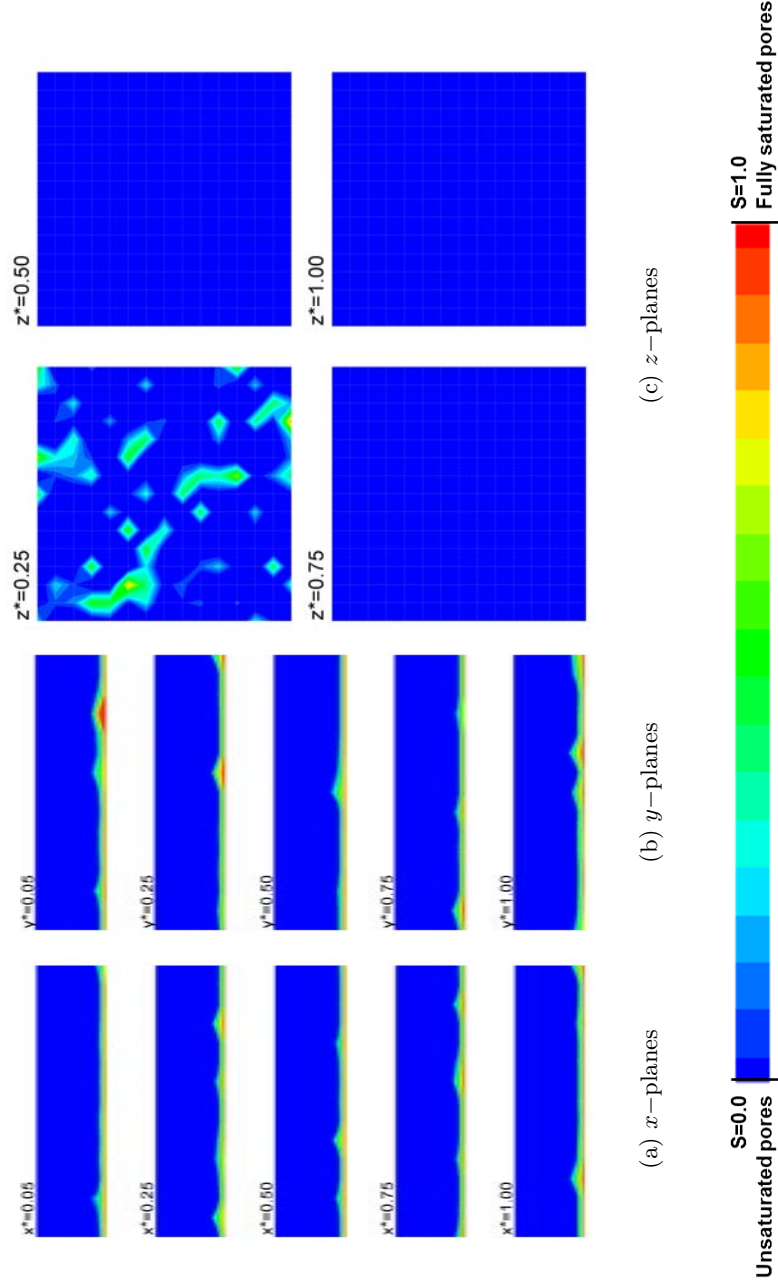 x*=0.05
x*=0.25
x*=0.50
x*=0.75
x*=1.00
(a) x−planes
y*=0.05
y*=0.25
y*=0.50
y*=0.75
y*=1.00
(b) y−planes
z*=0.25
z*=0.50
z*=0.75
z*=1.00
(c) z−planes
S=0.0
Unsaturated pores
S=1.0
Fully saturated pores